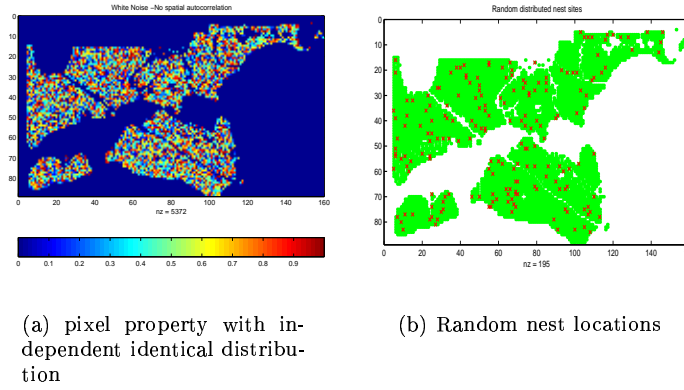 White Noise –No spatial autocorrelation
0
10
20
30
40
50
60
70
80
0 20 40 60 80 100 120 140 160
nz = 5372
0 0.1 0.2 0.3 0.4 0.5 0.6 0.7 0.8 0.9
(a) pixel property with in-
dependent identical distribu-
tion
Random distributed nest sites
0
10
20
30
40
50
60
70
80
0 20 40 60 80 100 120 140
nz = 195
(b) Random nest locations